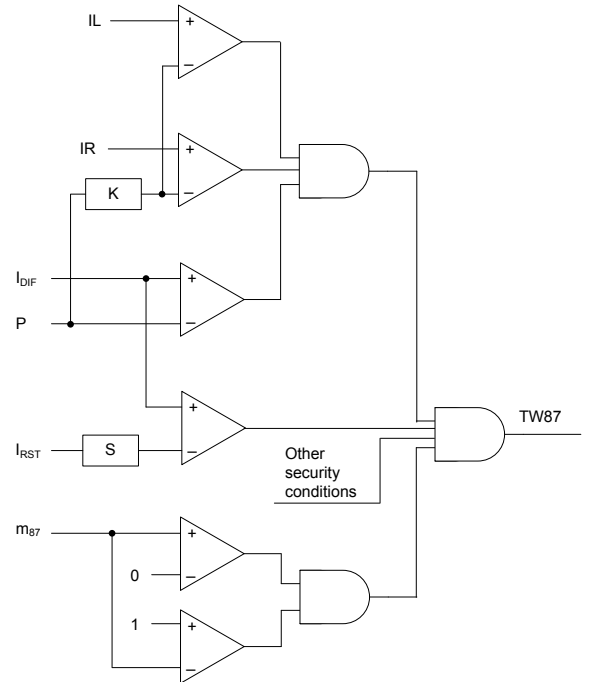 IL
+
−
IR
+
−
K
I_DIF
+
P
−
+
I_RST
S
−
TW87
Other
security
conditions
m_87
+
0
−
1
+
−